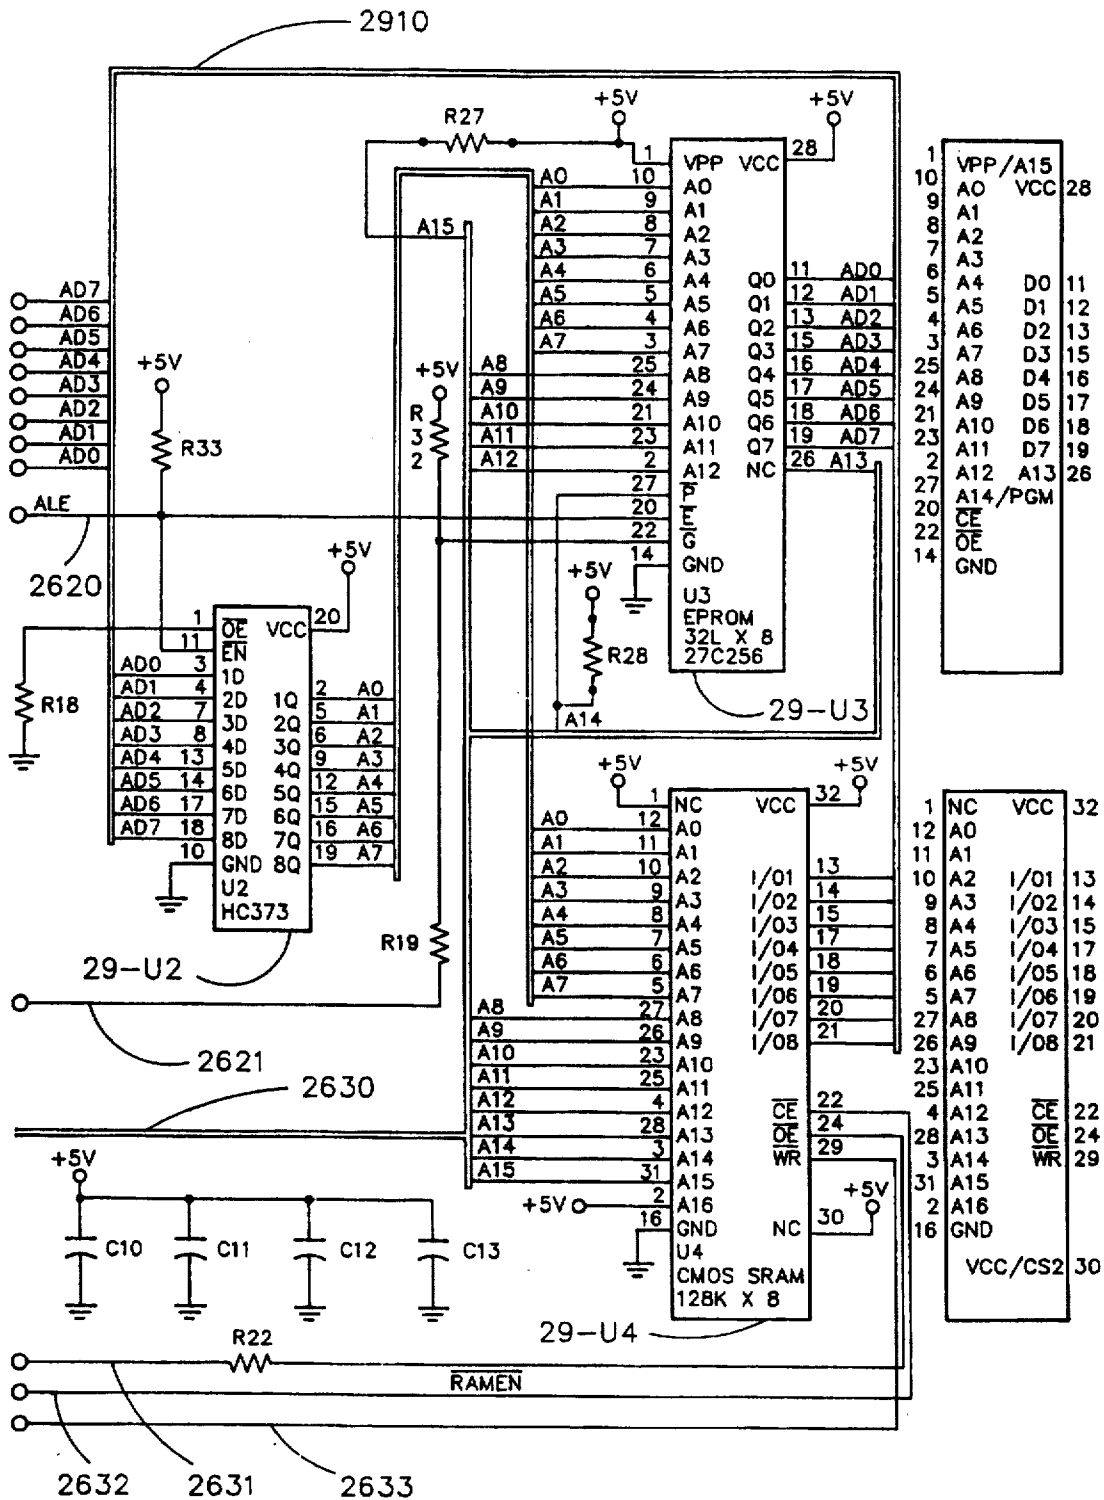 2910
+5V
+5V
R27
1 VPP VCC 28
10 A0
9 A1
8 A2
7 A3
6 A4 Q0 11 AD0
5 A5 Q1 12 AD1
4 A6 Q2 13 AD2
3 A7 Q3 15 AD3
25 A8 Q4 16 AD4
24 A9 Q5 17 AD5
21 A10 Q6 18 AD6
23 A11 Q7 19 AD7
2 A12 NC 26 A13
27 P
20 E
22 G
14 GND
U3
EPROM
32L X 8
27C256
29-U3
A0
A1
A2
A3
A4
A5
A6
A7
A8
A9
A10
A11
A12
A15
1 VPP/A15
10 A0 VCC 28
9 A1
8 A2
7 A3
6 A4 D0 11
5 A5 D1 12
4 A6 D2 13
3 A7 D3 15
25 A8 D4 16
24 A9 D5 17
21 A10 D6 18
23 A11 D7 19
2 A12 A13 26
27 A14/PGM
20 CE
22 OE
14 GND
AD7
AD6
AD5
AD4
AD3
AD2
AD1
AD0
+5V
R33
+5V
R
3
2
ALE
2620
+5V
+5V
R28
A14
R18
1 OE VCC 20
11 EN
AD0 3 1D
AD1 4 2D 1Q 2 A0
AD2 7 3D 2Q 5 A1
AD3 8 4D 3Q 6 A2
AD4 13 5D 4Q 9 A3
AD5 14 6D 5Q 12 A4
AD6 17 7D 6Q 15 A5
AD7 18 8D 7Q 16 A6
10 GND 8Q 19 A7
U2
HC373
29-U2
R19
2621
2630
+5V
+5V
1 NC VCC 32
A0 12 A0
A1 11 A1
A2 10 A2 I/O1 13
A3 9 A3 I/O2 14
A4 8 A4 I/O3 15
A5 7 A5 I/O4 17
A6 6 A6 I/O5 18
A7 5 A7 I/O6 19
A8 27 A8 I/O7 20
A9 26 A9 I/O8 21
A10 23 A10
A11 25 A11
A12 4 A12 CE 22
A13 28 A13 OE 24
A14 3 A14 WR 29
A15 31 A15
+5V 2 A16 +5V
16 GND NC 30
U4
CMOS SRAM
128K X 8
29-U4
1 NC VCC 32
12 A0
11 A1
10 A2 I/O1 13
9 A3 I/O2 14
8 A4 I/O3 15
7 A5 I/O4 17
6 A6 I/O5 18
5 A7 I/O6 19
27 A8 I/O7 20
26 A9 I/O8 21
23 A10
25 A11
4 A12 CE 22
28 A13 OE 24
3 A14 WR 29
31 A15
2 A16
16 GND
VCC/CS2 30
+5V
C10 C11 C12 C13
R22
RAMEN
2632 2631 2633